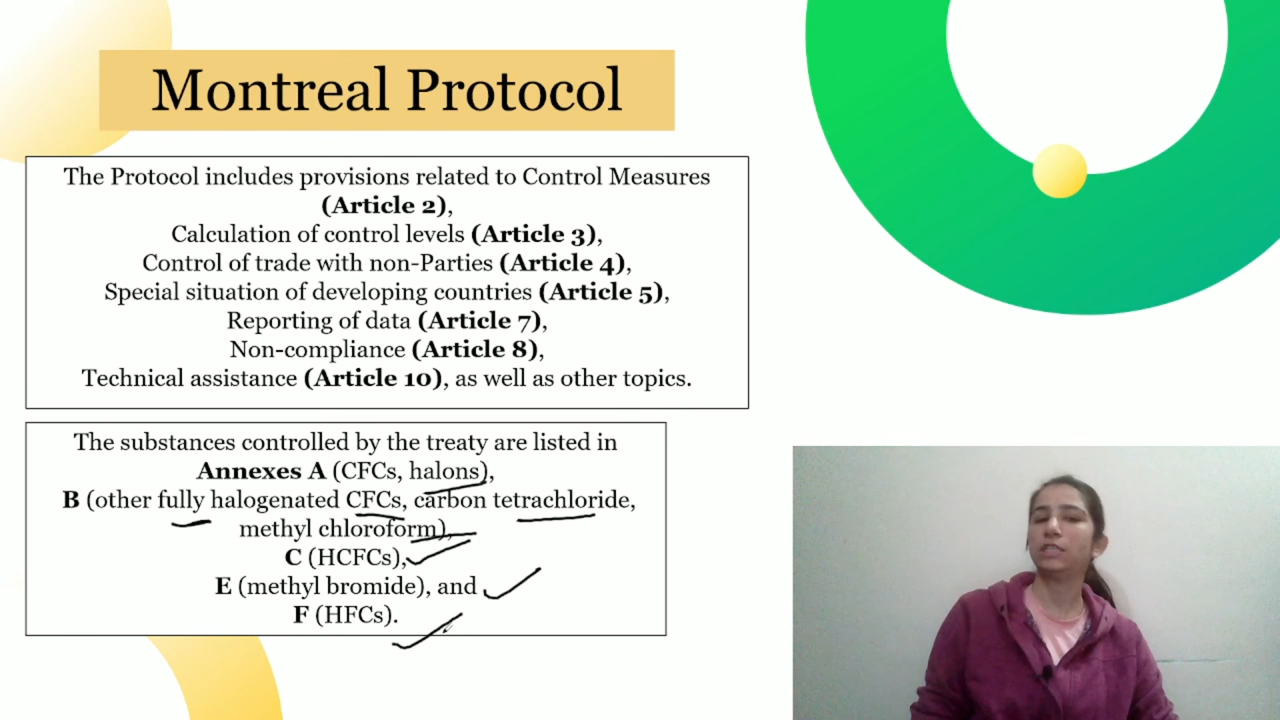 Montreal Protocol
The Protocol includes provisions related to Control Measures
(Article 2),
Calculation of control levels (Article 3),
Control of trade with non-Parties (Article 4),
Special situation of developing countries (Article 5),
Reporting of data (Article 7),
Non-compliance (Article 8),
Technical assistance (Article 10), as well as other topics.
The substances controlled by the treaty are listed in
Annexes A (CFCs, halons),
B (other fully halogenated CFCs, carbon tetrachloride,
methyl chloroform),
C (HCFCs),
E (methyl bromide), and
F (HFCs).